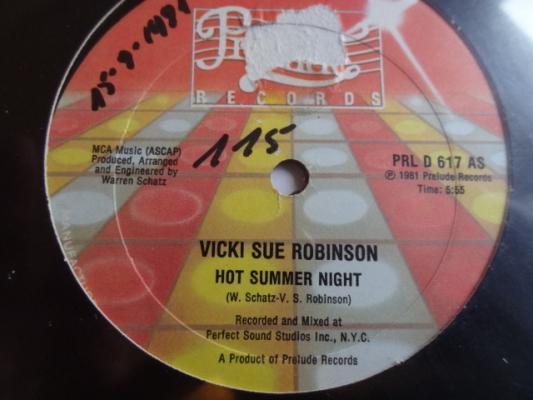 15-9-1981
RECORDS
MCA Music (ASCAP)
Produced, Arranged
and Engineered by
Warren Schatz
115
PRL D 617 AS
℗ 1981 Prelude Records
Time: 5:55
VICKI SUE ROBINSON
HOT SUMMER NIGHT
(W. Schatz-V. S. Robinson)
Recorded and Mixed at
Perfect Sound Studios Inc., N.Y.C.
A Product of Prelude Records